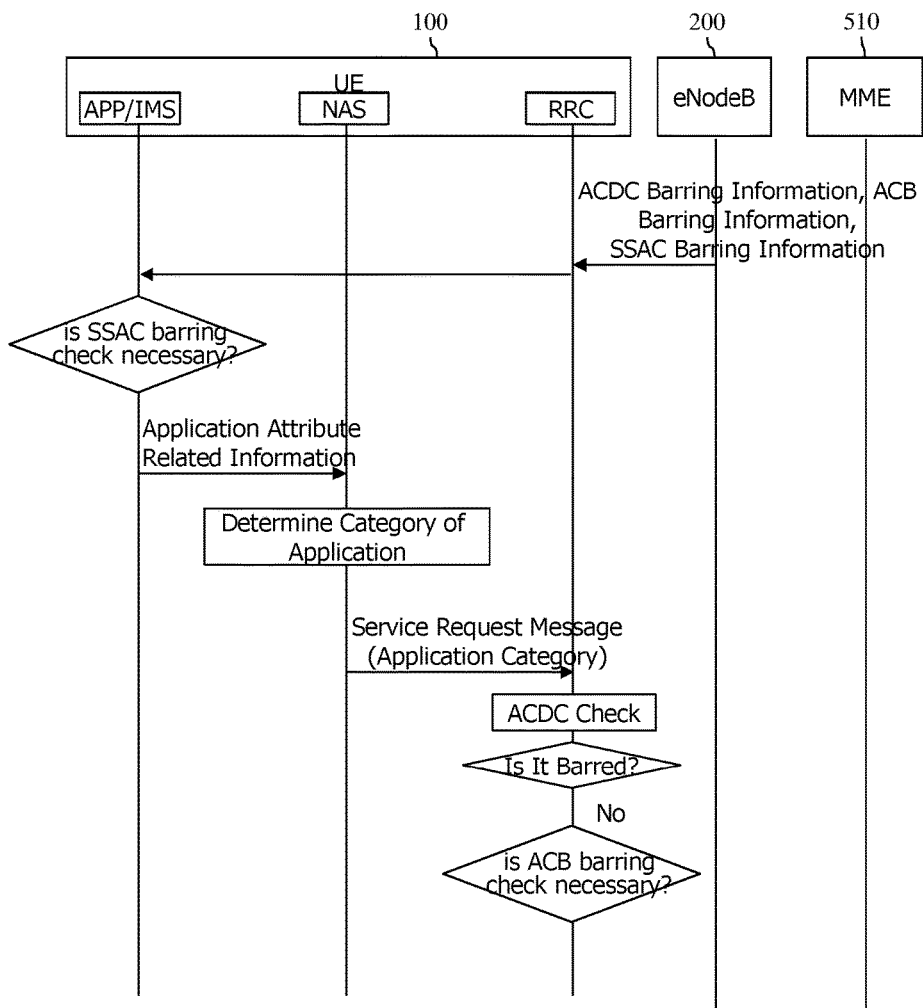 100
200
510
UE
APP/IMS
NAS
RRC
eNodeB
MME
ACDC Barring Information, ACB
Barring Information,
SSAC Barring Information
is SSAC barring
check necessary?
Application Attribute
Related Information
Determine Category of
Application
Service Request Message
(Application Category)
ACDC Check
Is It Barred?
No
is ACB barring
check necessary?